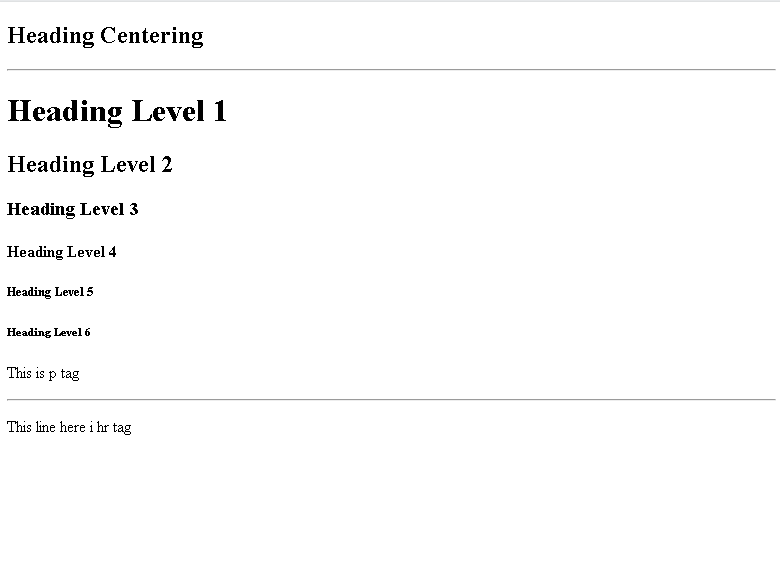 Heading Centering
Heading Level 1
Heading Level 2
Heading Level 3
Heading Level 4
Heading Level 5
Heading Level 6
This is p tag
This line here i hr tag